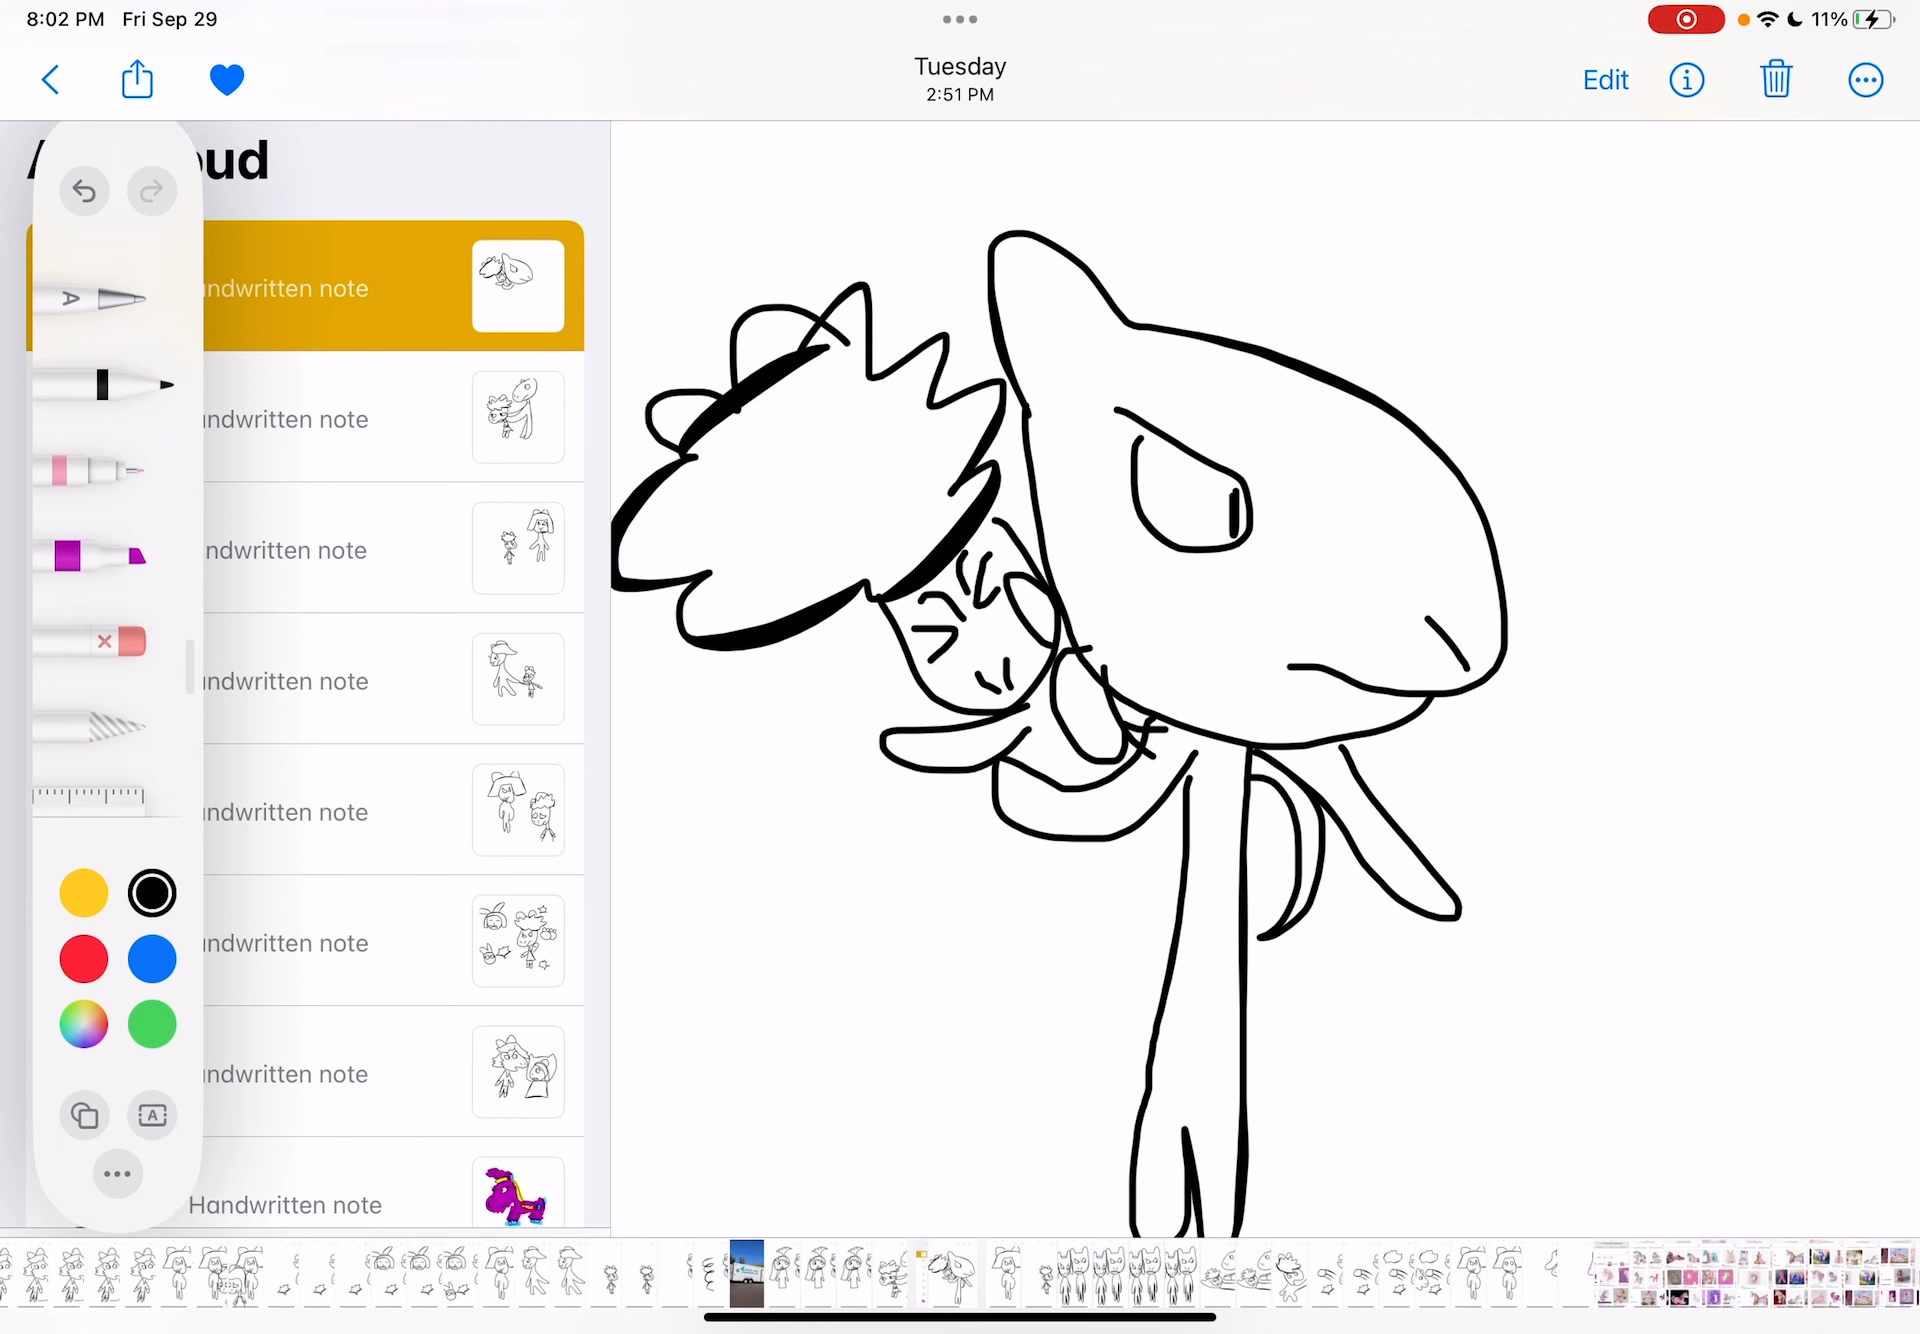 8:02 PM Fri Sep 29
11%
Tuesday
2:51 PM
Edit
oud
A
ndwritten note
ndwritten note
ndwritten note
ndwritten note
ndwritten note
ndwritten note
ndwritten note
Handwritten note
A